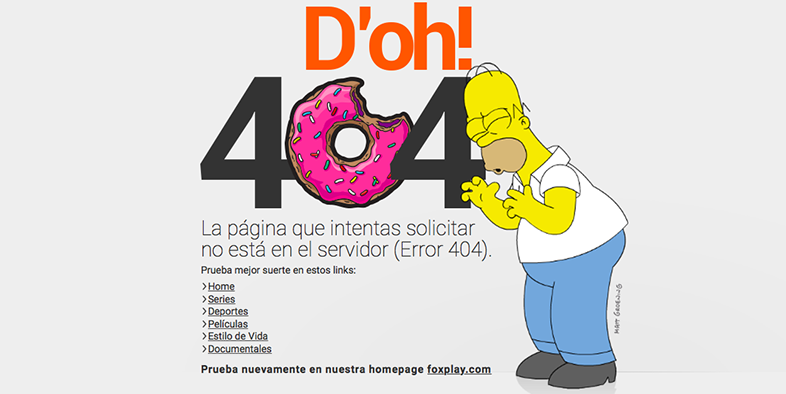 D'oh!
404
La página que intentas solicitar
no está en el servidor (Error 404).
Prueba mejor suerte en estos links:
Home
Series
Deportes
Películas
Estilo de Vida
Documentales
Prueba nuevamente en nuestra homepage foxplay.com
MATT GROENING